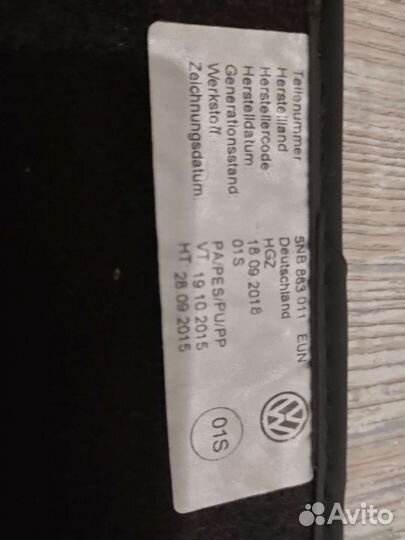 Teilenummer 5NB 863 011 EUN
Herstelland Deutschland
Herstellercode HGZ
Herstelldatum: 18 09 2018
Generationsstand 01S
Werkstoff PA/PES/PU/PP
Zeichnungsdatum: VT 19 10 2015
HT 28 09 2015
01S
Avito